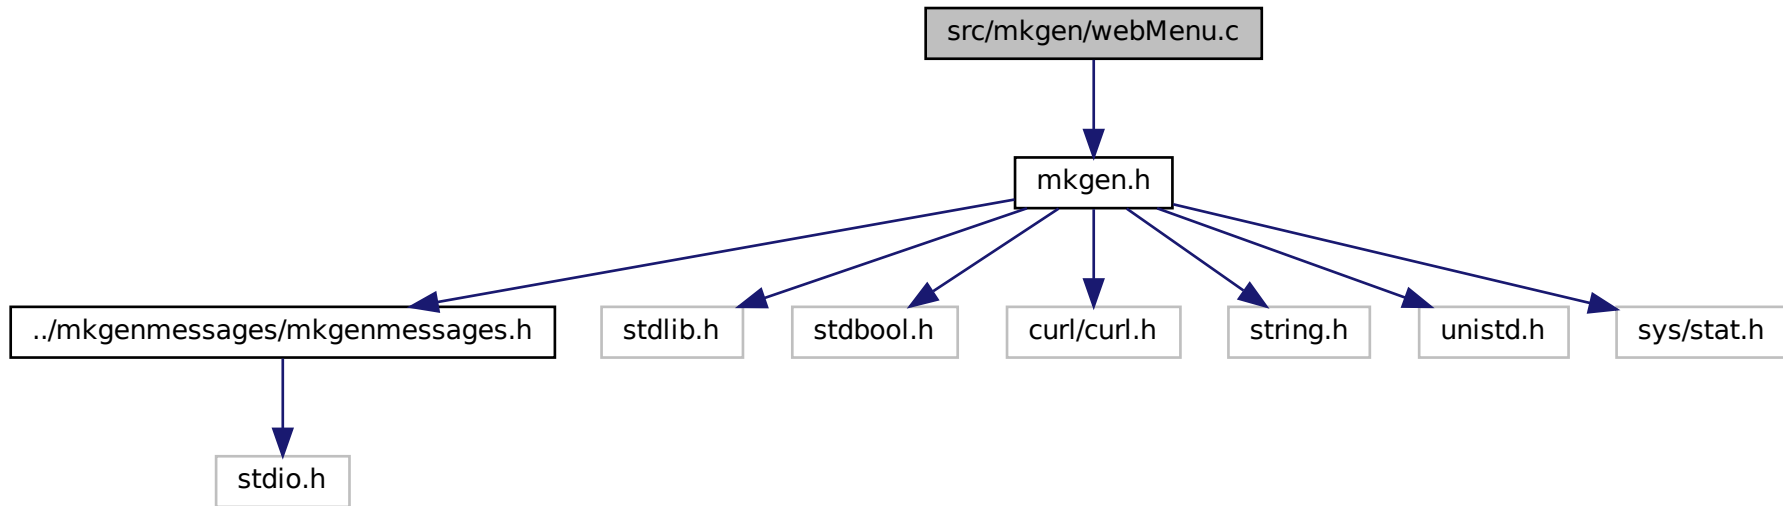 src/mkgen/webMenu.c
mkgen.h
../mkgenmessages/mkgenmessages.h
stdlib.h
stdbool.h
curl/curl.h
string.h
unistd.h
sys/stat.h
stdio.h